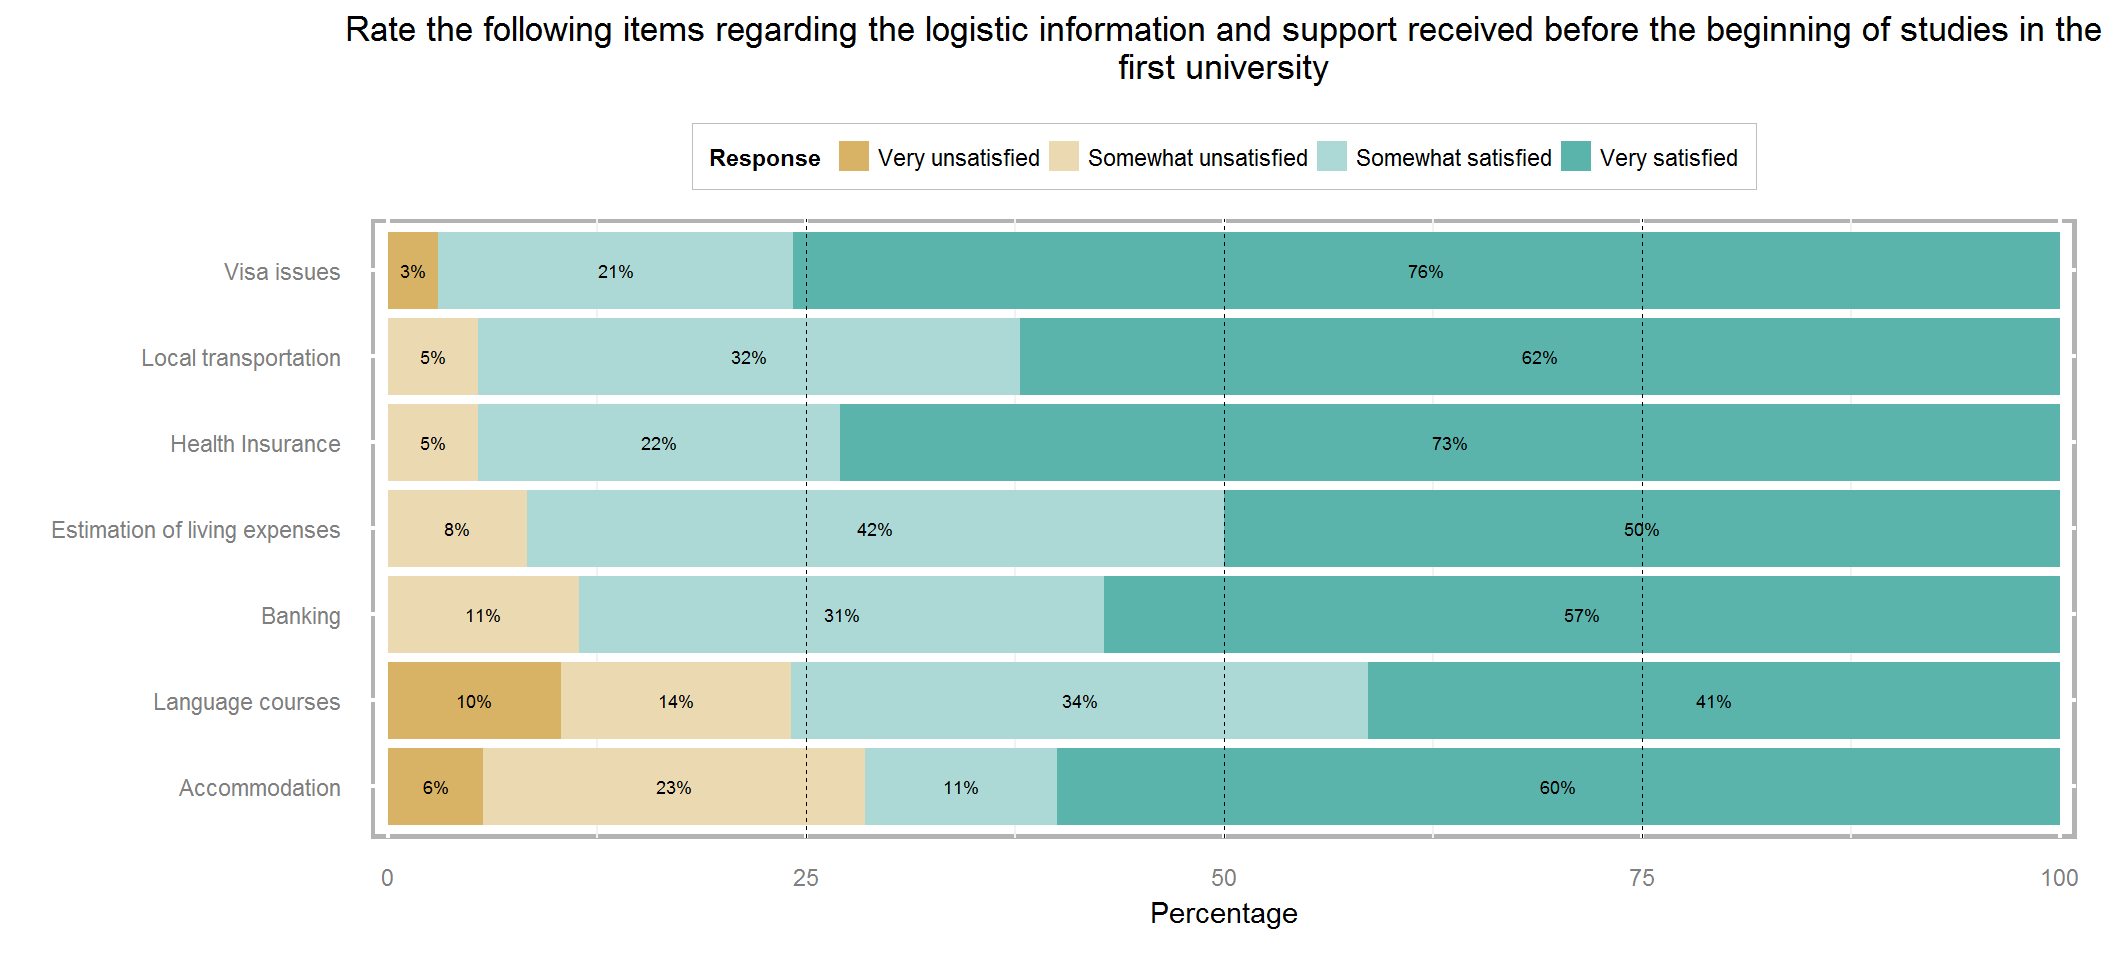 Rate the following items regarding the logistic information and support received before the beginning of studies in the
first university
Response Very unsatisfied Somewhat unsatisfied Somewhat satisfied Very satisfied
Visa issues 3% 21% 76%
Local transportation 5% 32% 62%
Health Insurance 5% 22% 73%
Estimation of living expenses 8% 42% 50%
Banking 11% 31% 57%
Language courses 10% 14% 34% 41%
Accommodation 6% 23% 11% 60%
0 25 50 75 100
Percentage